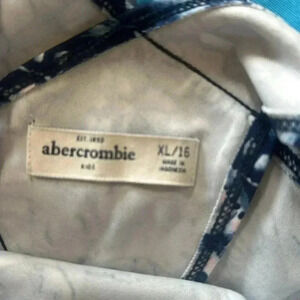 EST. 1892
abercrombie
kids
XL/16
MADE IN
INDONESIA